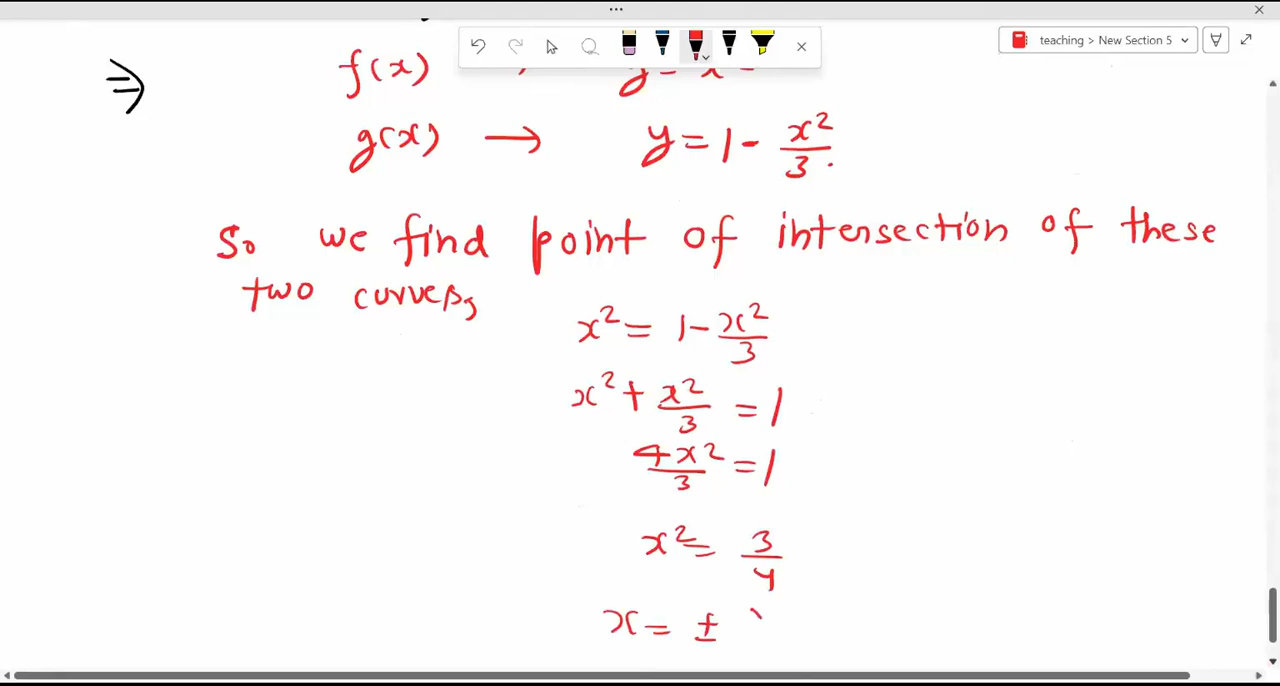 teaching > New Section 5
⇒ f(x) y = x
g(x) → y = 1 - x²/3
So we find point of intersection of these
two curves,
x² = 1 - x²/3
x² + x²/3 = 1
4x²/3 = 1
x² = 3/4
x = ±